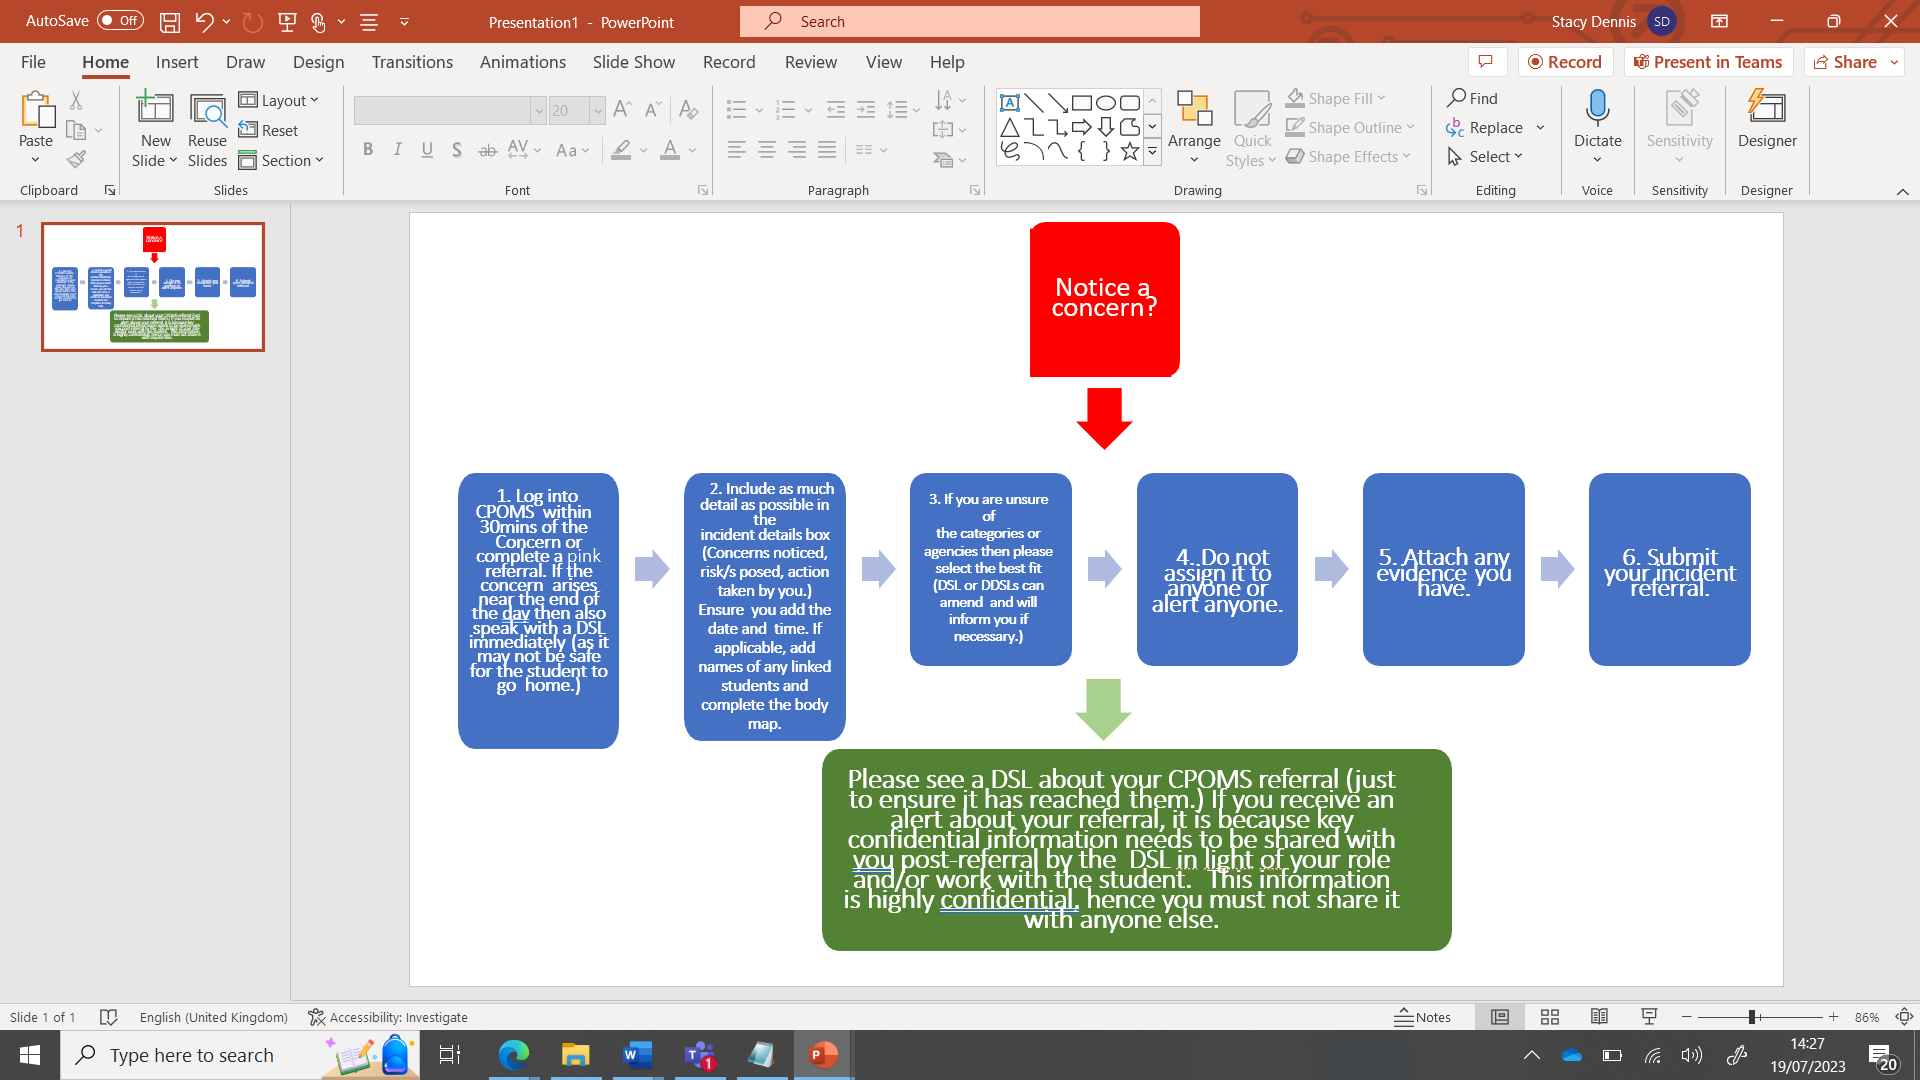 AutoSave Off
Presentation1 - PowerPoint
Search
Stacy Dennis SD
File Home Insert Draw Design Transitions Animations Slide Show Record Review View Help
Record
Present in Teams
Share
Paste
New
Slide
Reuse
Slides
Layout
Reset
Section
20
B I U S ab AV Aa A
Arrange
Quick
Styles
Shape Fill
Shape Outline
Shape Effects
Find
Replace
Select
Dictate
Sensitivity
Designer
Clipboard
Slides
Font
Paragraph
Drawing
Editing
Voice
Sensitivity
Designer
1
Notice a
concern?
1. Log into
CPOMS within
30mins of the
Concern or
complete a pink
referral. If the
concern arises
near the end of
the day then also
speak with a DSL
immediately (as it
may not be safe
for the student to
go home.)
2. Include as much
detail as possible in
the
incident details box
(Concerns noticed,
risk/s posed, action
taken by you.)
Ensure you add the
date and time. If
applicable, add
names of any linked
students and
complete the body
map.
3. If you are unsure
of
the categories or
agencies then please
select the best fit
(DSL or DDSLs can
amend and will
inform you if
necessary.)
4. Do not
assign it to
anyone or
alert anyone.
5. Attach any
evidence you
have.
6. Submit
your incident
referral.
Please see a DSL about your CPOMS referral (just
to ensure it has reached them.) If you receive an
alert about your referral, it is because key
confidential information needs to be shared with
you post-referral by the DSL in light of your role
and/or work with the student. This information
is highly confidential, hence you must not share it
with anyone else.
Slide 1 of 1
English (United Kingdom)
Accessibility: Investigate
Notes
86%
Type here to search
1
14:27
19/07/2023
20